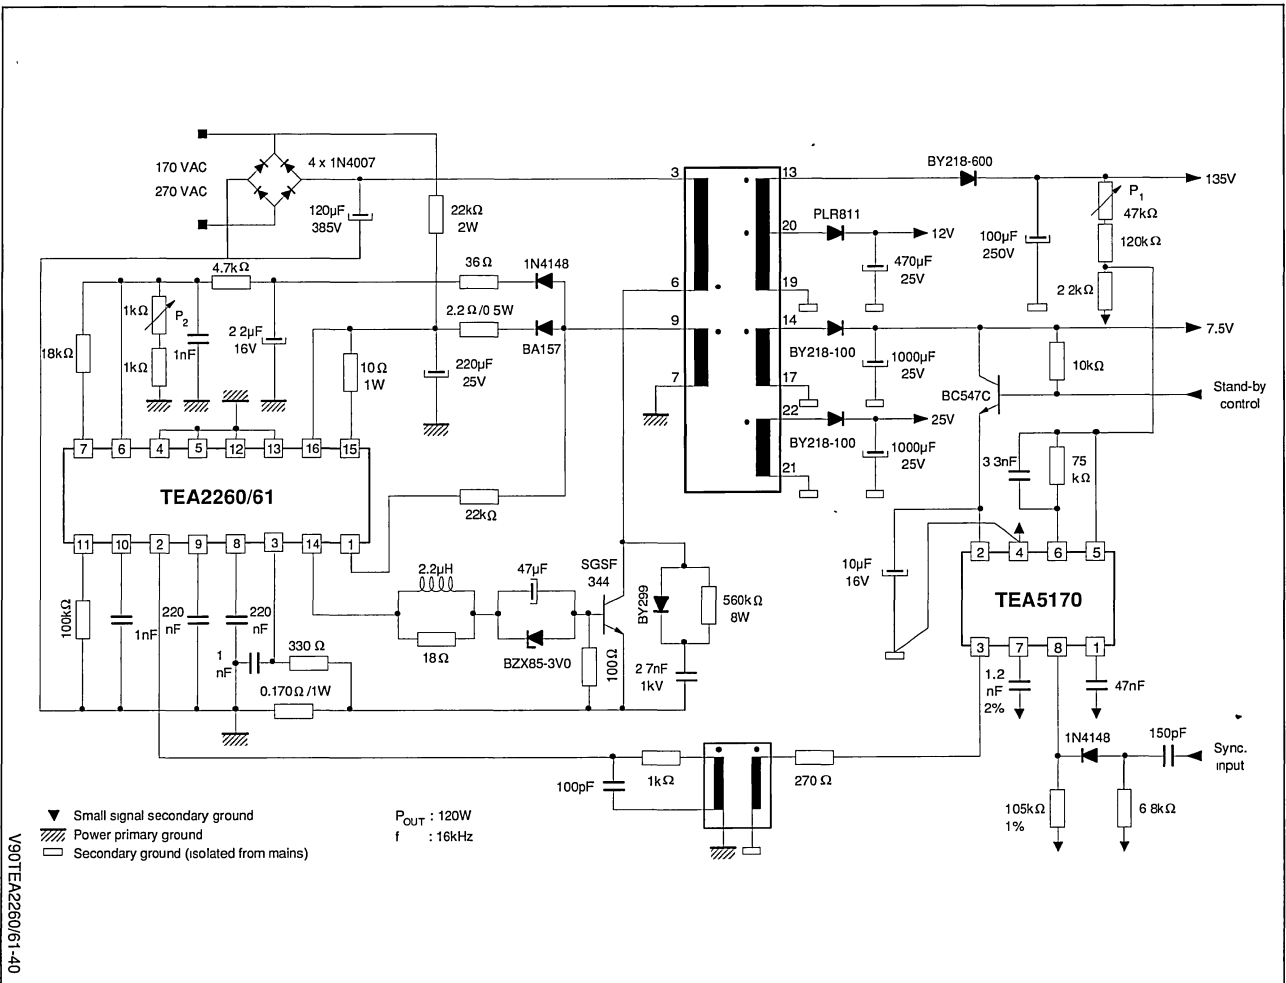 170 VAC
270 VAC
4 x 1N4007
120µF
385V
22kΩ
2W
3
13
BY218-600
135V
P1
47kΩ
120kΩ
2 2kΩ
100µF
250V
PLR811
20
12V
470µF
25V
19
6
4.7kΩ
36Ω
1N4148
2.2Ω/0 5W
BA157
9
7
14
BY218-100
7.5V
1000µF
25V
17
22
BY218-100
25V
1000µF
25V
21
18kΩ
1kΩ
P2
1kΩ
1nF
2 2µF
16V
10Ω
1W
220µF
25V
10kΩ
BC547C
Stand-by
control
7
6
4
5
12
13
16
15
TEA2260/61
11
10
2
9
8
3
14
1
22kΩ
3 3nF
75
kΩ
2
4
6
5
TEA5170
3
7
8
1
10µF
16V
100kΩ
1nF
220
nF
220
nF
1
nF
330Ω
0.170Ω/1W
2.2µH
18Ω
47µF
BZX85-3V0
SGSF
344
100Ω
BY299
560kΩ
8W
2 7nF
1kV
1.2
nF
2%
47nF
1N4148
150pF
Sync.
input
105kΩ
1%
6 8kΩ
100pF
1kΩ
270Ω
Small signal secondary ground
Power primary ground
Secondary ground (isolated from mains)
POUT : 120W
f : 16kHz
V90TEA2260/61-40